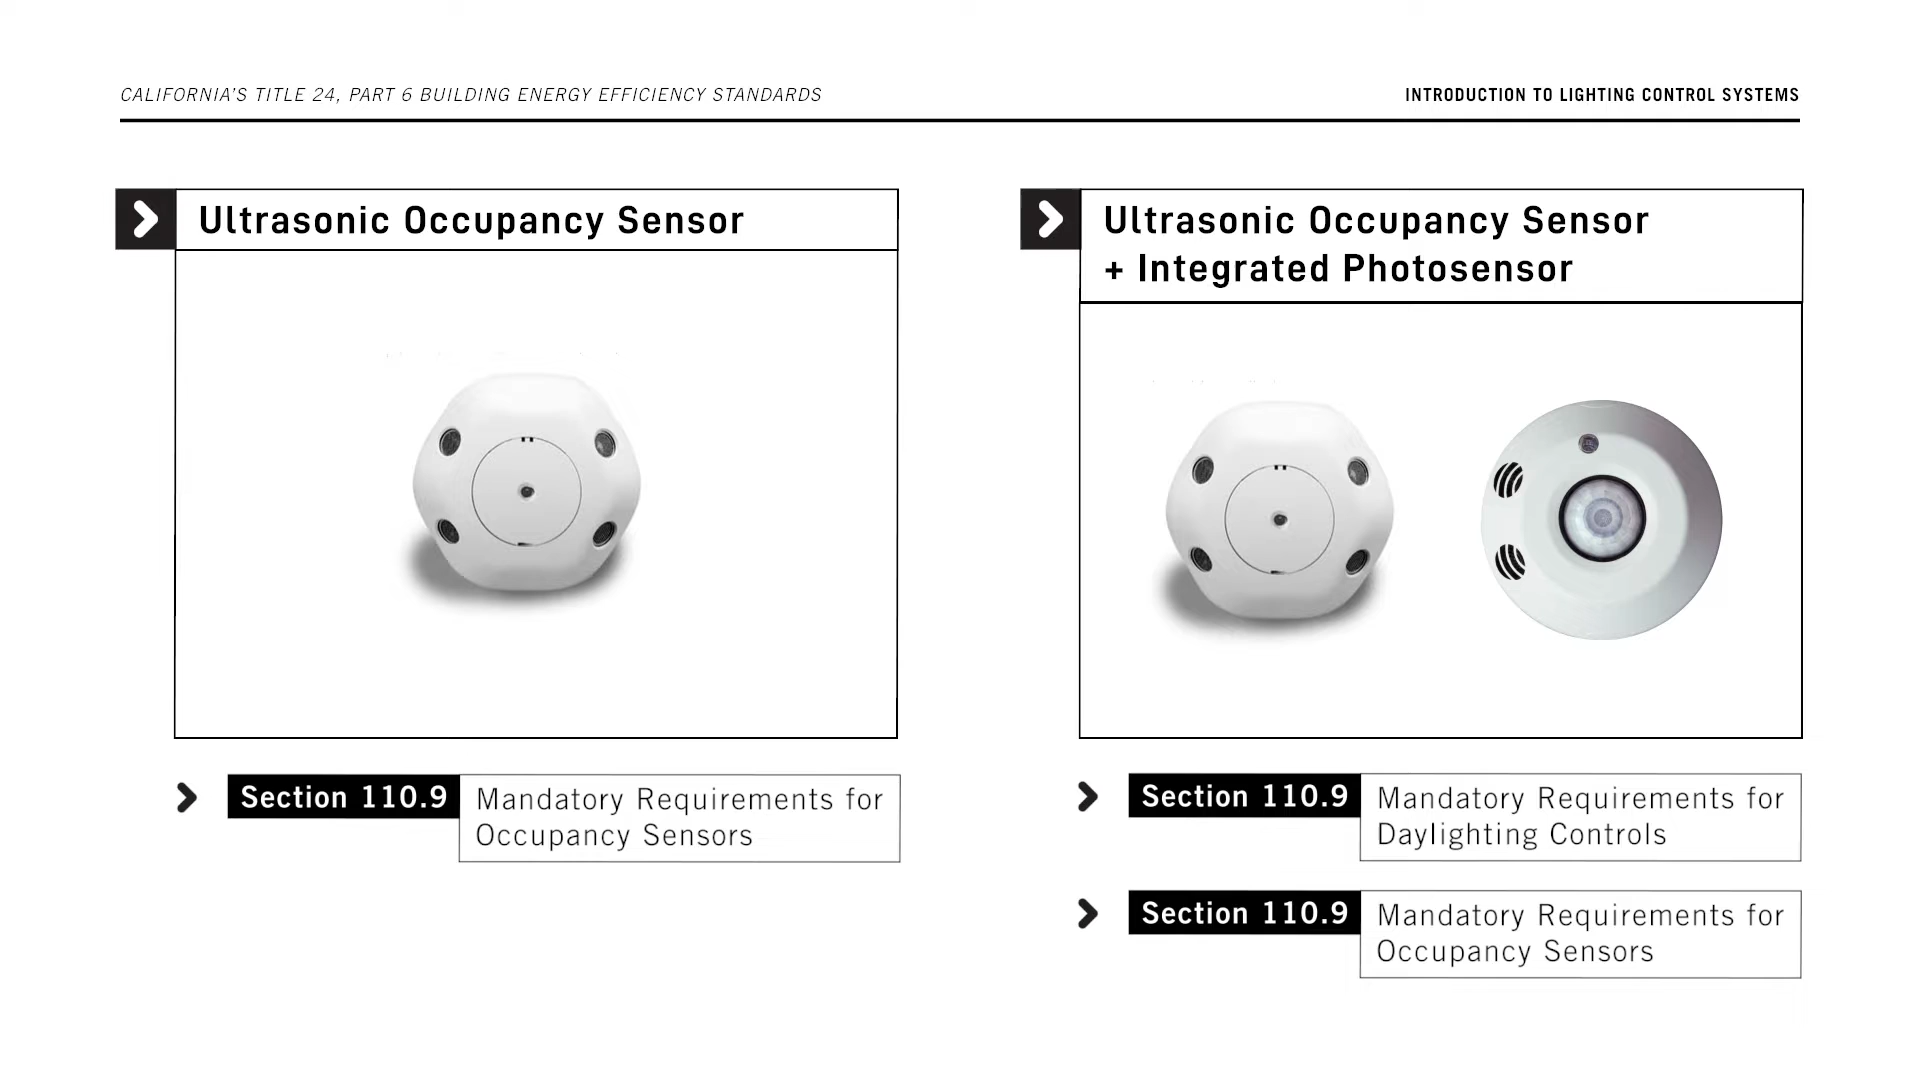 CALIFORNIA'S TITLE 24, PART 6 BUILDING ENERGY EFFICIENCY STANDARDS
INTRODUCTION TO LIGHTING CONTROL SYSTEMS
Ultrasonic Occupancy Sensor
Section 110.9
Mandatory Requirements for
Occupancy Sensors
Ultrasonic Occupancy Sensor
+ Integrated Photosensor
Section 110.9
Mandatory Requirements for
Daylighting Controls
Section 110.9
Mandatory Requirements for
Occupancy Sensors